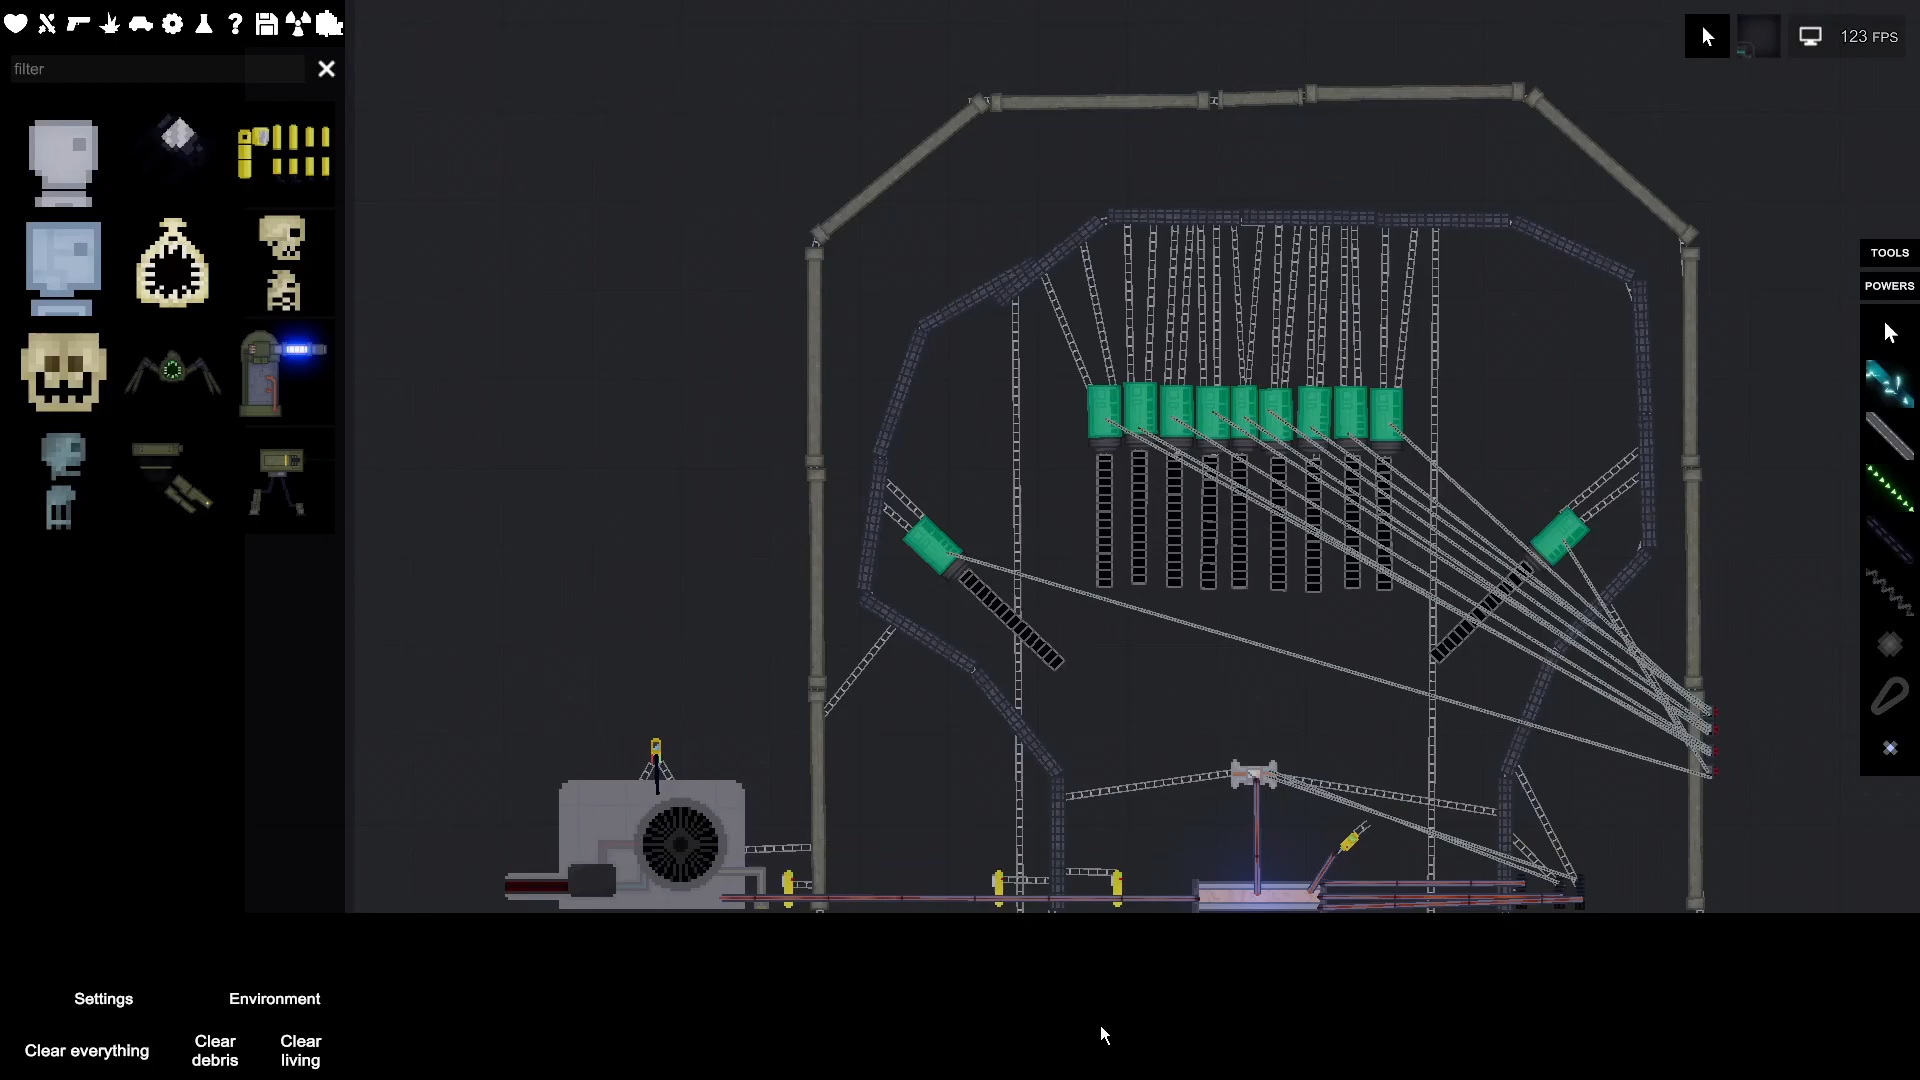 filter
123 FPS
TOOLS
POWERS
Settings
Environment
Clear everything
Clear
debris
Clear
living